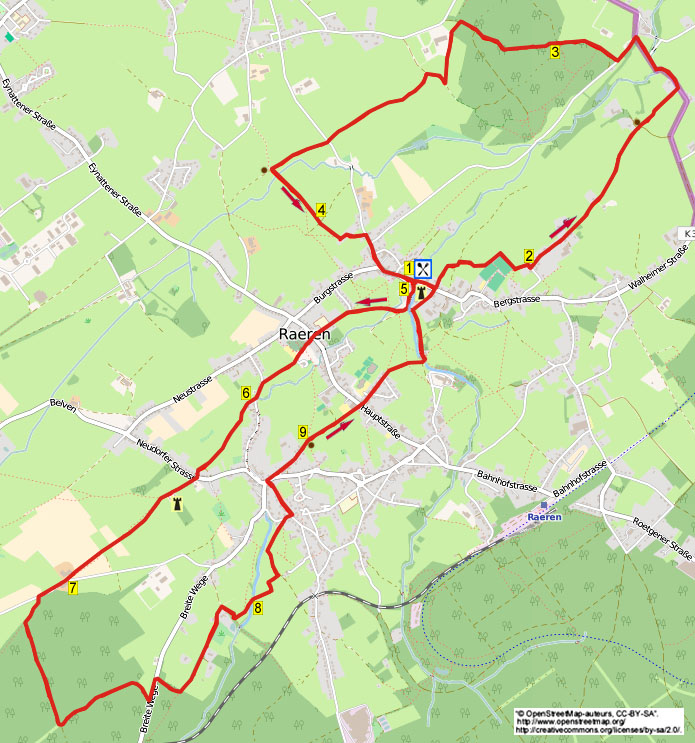 3
Eynattener Straße
Eynattener Straße
4
K3
2
Walheimer Straße
1
5
Burgstrasse
Bergstrasse
Raeren
Neustrasse
6
Belven
Hauptstraße
9
Neudorfer Strasse
Bahnhofstrasse
Bahnhofstrasse
Raeren
Roetgener Straße
7
Breite Wege
8
Breite Wege
"© OpenStreetMap-auteurs, CC-BY-SA".
http://www.openstreetmap.org/
http://creativecommons.org/licenses/by-sa/2.0/.